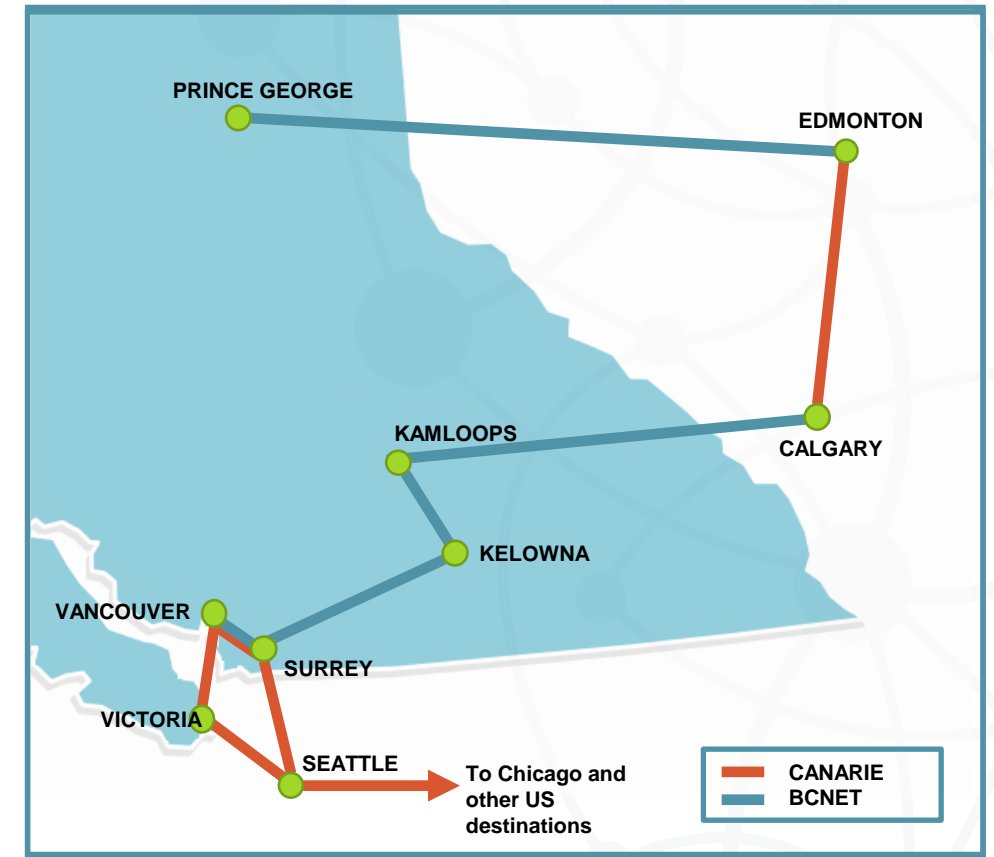 PRINCE GEORGE
EDMONTON
KAMLOOPS
CALGARY
KELOWNA
VANCOUVER
SURREY
VICTORIA
SEATTLE
To Chicago and
other US
destinations
CANARIE
BCNET